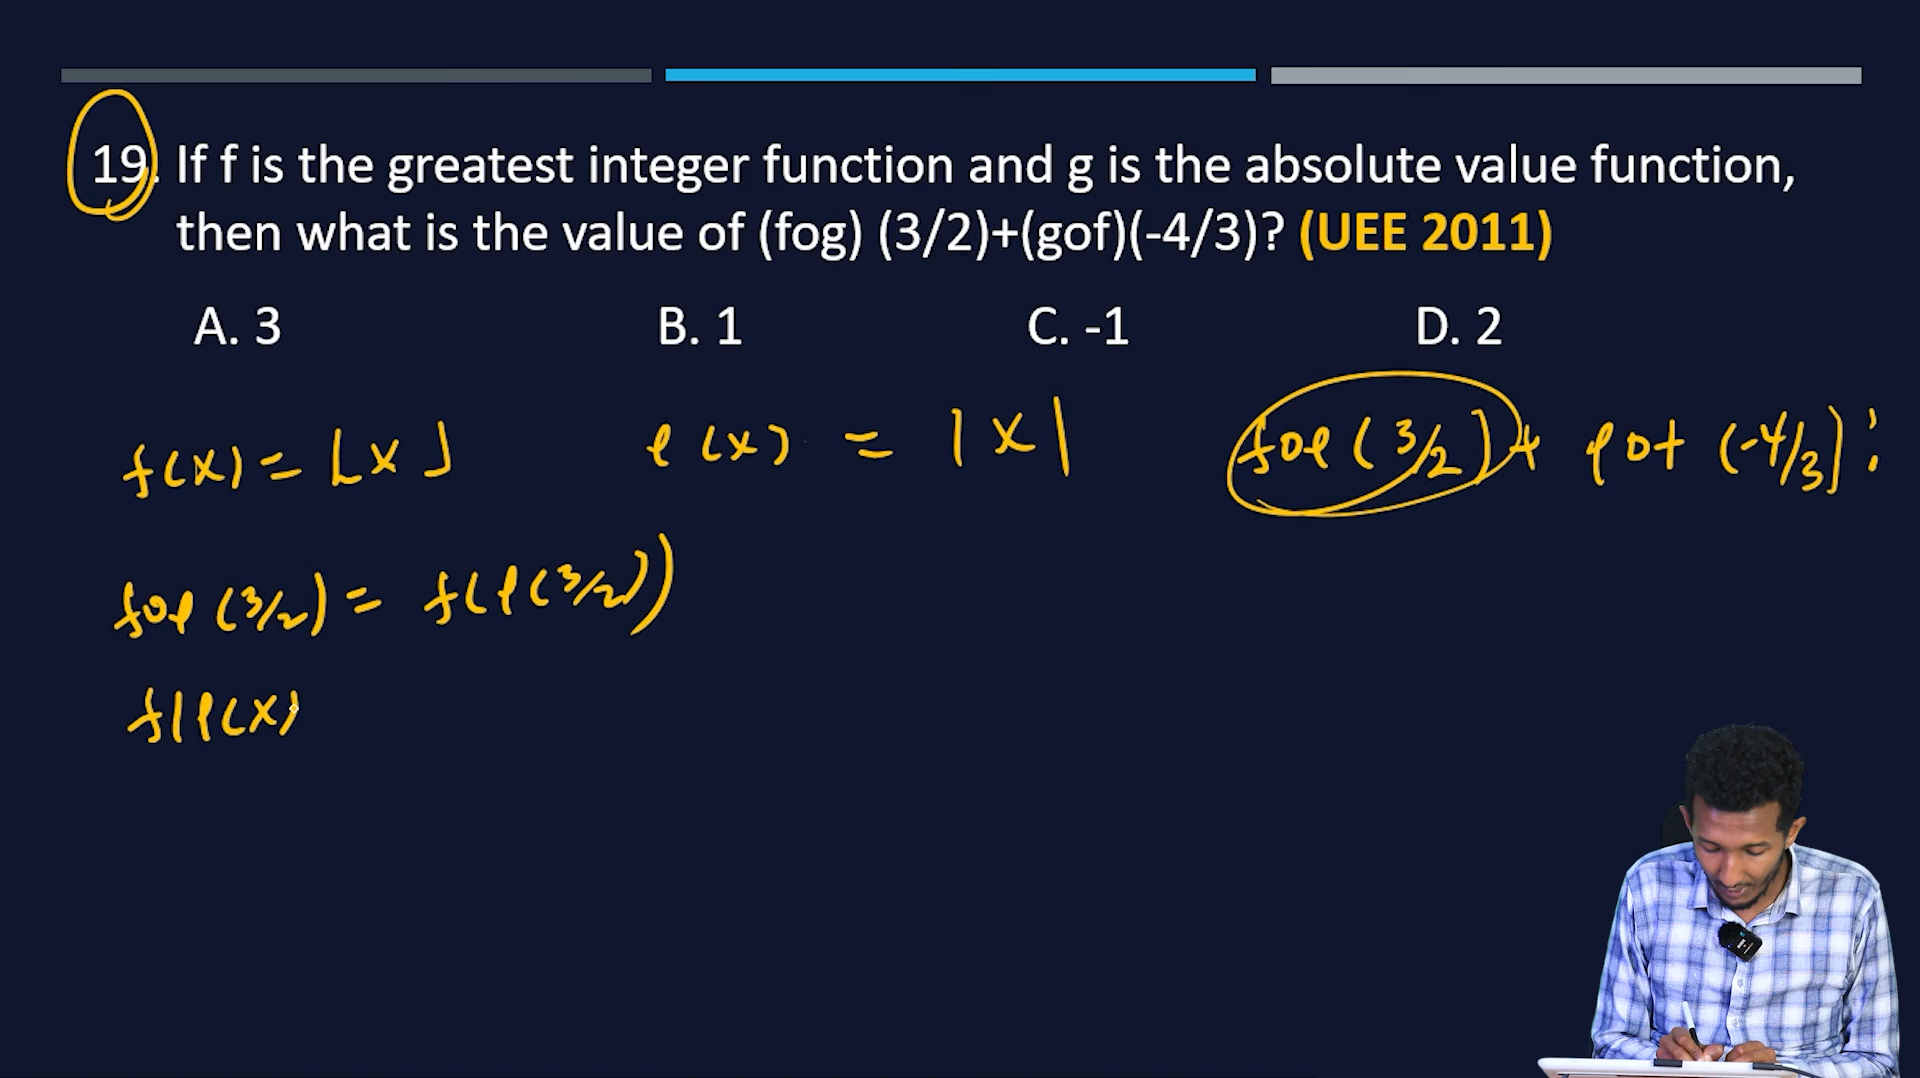 19. If f is the greatest integer function and g is the absolute value function,
then what is the value of (fog) (3/2)+(gof)(-4/3)? (UEE 2011)
A. 3 B. 1 C. -1 D. 2
f(x) = ⌊x⌋ g(x) = |x| fog(3/2) + gof(-4/3):
fog(3/2) = f(g(3/2))
f(g(x)